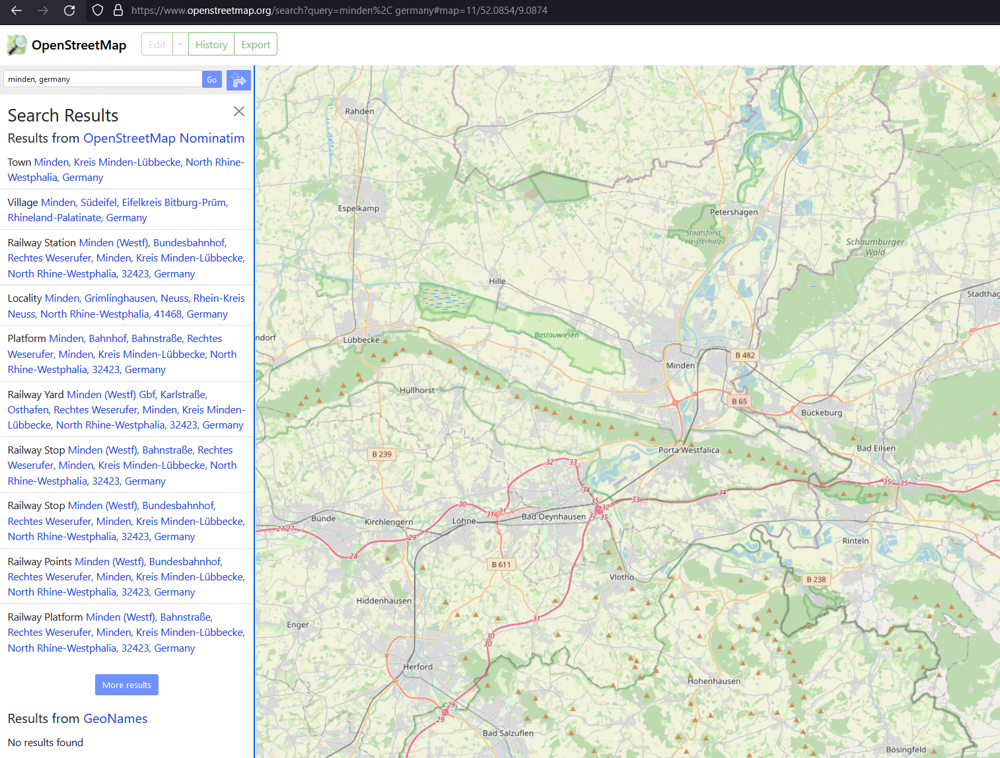 https://www.openstreetmap.org/search?query=minden%2C germany#map=11/52.0854/9.0874
OpenStreetMap
Edit
History
Export
minden, germany
Go
Search Results
Results from OpenStreetMap Nominatim
Town Minden, Kreis Minden-Lübbecke, North Rhine-
Westphalia, Germany
Village Minden, Südeifel, Eifelkreis Bitburg-Prüm,
Rhineland-Palatinate, Germany
Railway Station Minden (Westf), Bundesbahnhof,
Rechtes Weserufer, Minden, Kreis Minden-Lübbecke,
North Rhine-Westphalia, 32423, Germany
Locality Minden, Grimlinghausen, Neuss, Rhein-Kreis
Neuss, North Rhine-Westphalia, 41468, Germany
Platform Minden, Bahnhof, Bahnstraße, Rechtes
Weserufer, Minden, Kreis Minden-Lübbecke, North
Rhine-Westphalia, 32423, Germany
Railway Yard Minden (Westf) Gbf, Karlstraße,
Osthafen, Rechtes Weserufer, Minden, Kreis Minden-
Lübbecke, North Rhine-Westphalia, 32423, Germany
Railway Stop Minden (Westf), Bahnstraße, Rechtes
Weserufer, Minden, Kreis Minden-Lübbecke, North
Rhine-Westphalia, 32423, Germany
Railway Stop Minden (Westf), Bundesbahnhof,
Rechtes Weserufer, Minden, Kreis Minden-Lübbecke,
North Rhine-Westphalia, 32423, Germany
Railway Points Minden (Westf), Bundesbahnhof,
Rechtes Weserufer, Minden, Kreis Minden-Lübbecke,
North Rhine-Westphalia, 32423, Germany
Railway Platform Minden (Westf), Bahnstraße,
Rechtes Weserufer, Minden, Kreis Minden-Lübbecke,
North Rhine-Westphalia, 32423, Germany
More results
Results from GeoNames
No results found
Rahden
Espelkamp
Petershagen
Staatsforst
Heisterholz
Schaumburger
Wald
Hille
Stadthag
Bastauwiesen
ndorf
Lübbecke
B 482
Minden
Hüllhorst
B 65
Bückeburg
B 239
Porta Westfalica
Bad Eilsen
32
33
34
35
35
34
33
35
32
32
35
30
31
31
Bad Oeynhausen
Bünde
Kirchlengern
Löhne
27
27
29
28
Rinteln
B 611
Vlotho
B 238
Hiddenhausen
Enger
31
30
30
Herford
Hohenhausen
29
29
Bad Salzuflen
Bösingfeld